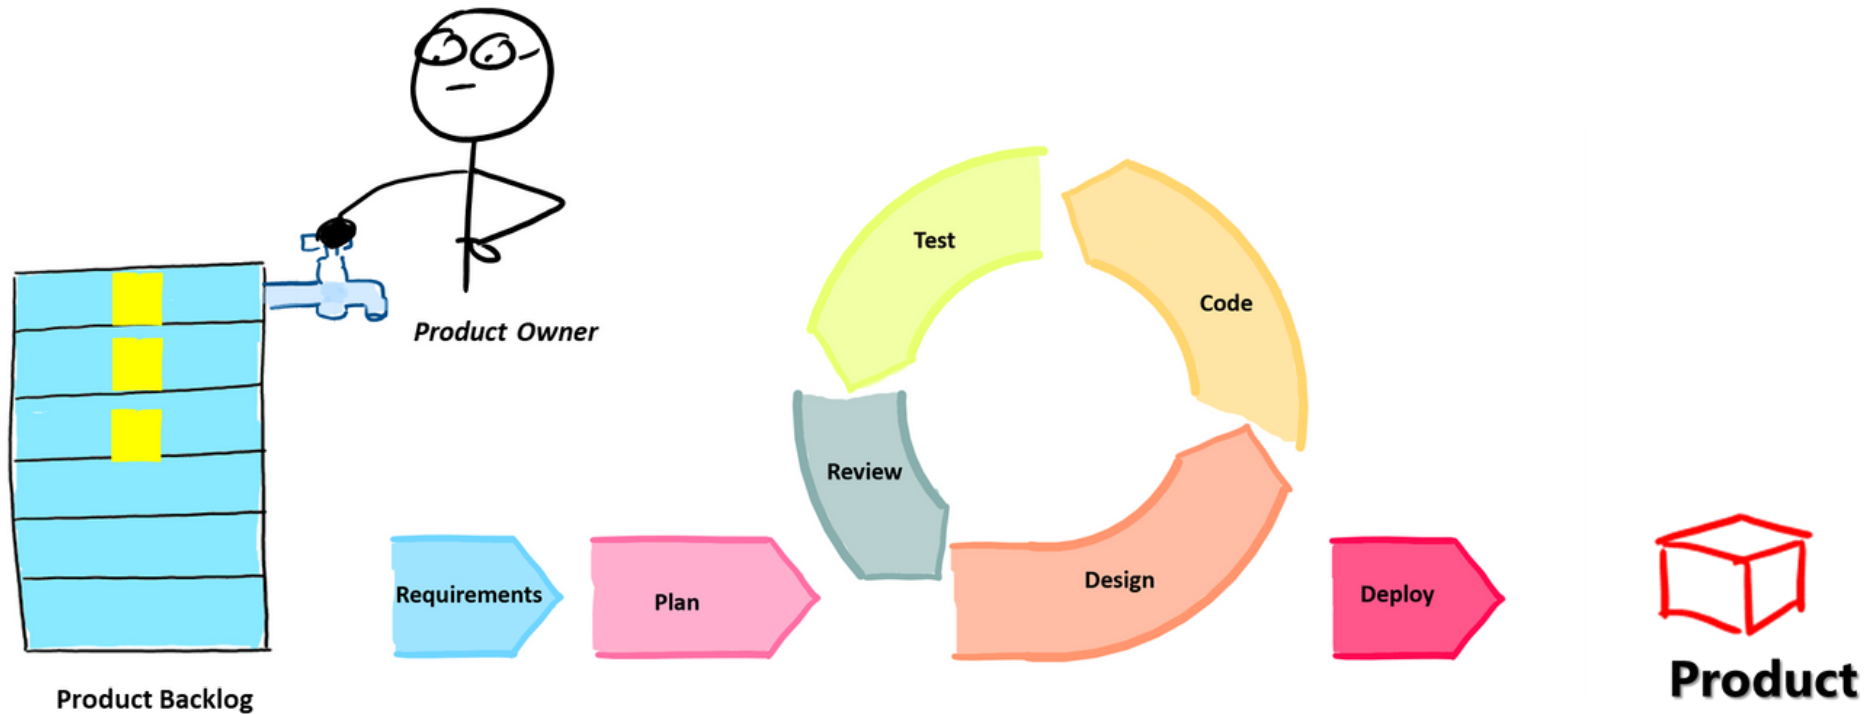 Product Owner
Test
Code
Review
Design
Requirements
Plan
Deploy
Product Backlog
Product